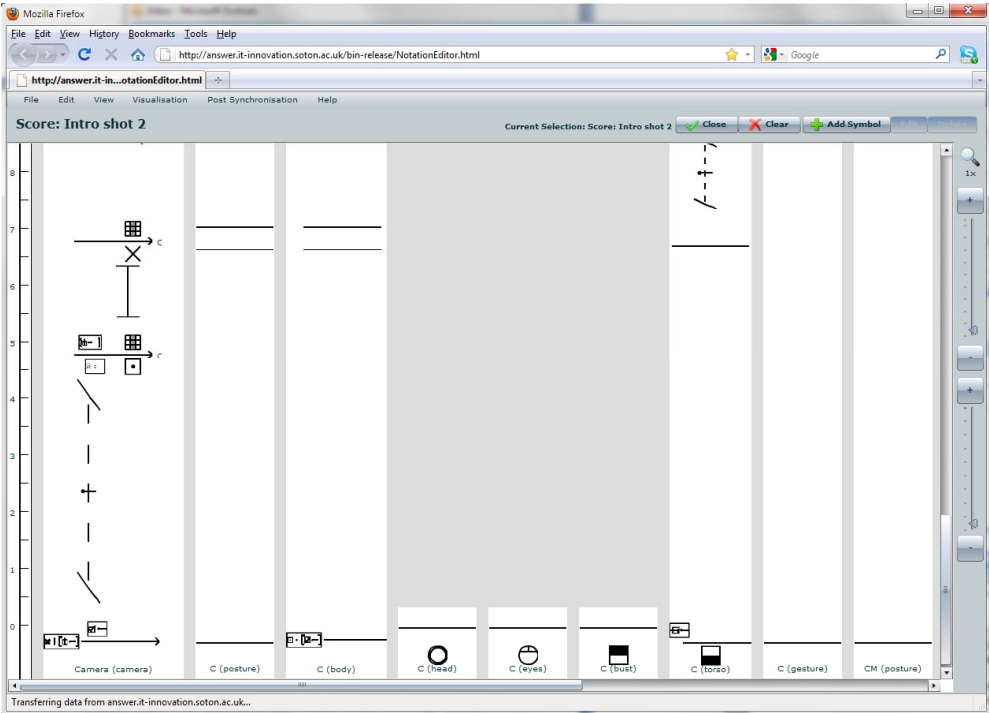 Mozilla Firefox
File Edit View History Bookmarks Tools Help
http://answer.it-innovation.soton.ac.uk/bin-release/NotationEditor.html
Google
http://answer.it-in...otationEditor.html
File Edit View Visualisation Post Synchronisation Help
Score: Intro shot 2
Current Selection: Score: Intro shot 2 Close Clear Add Symbol Edit Delete
1x
8
7
C
6
5
4
3
2
1
0
Camera (camera) C (posture) C (body) C (head) C (eyes) C (bust) C (torso) C (gesture) CM (posture)
Transferring data from answer.it-innovation.soton.ac.uk...